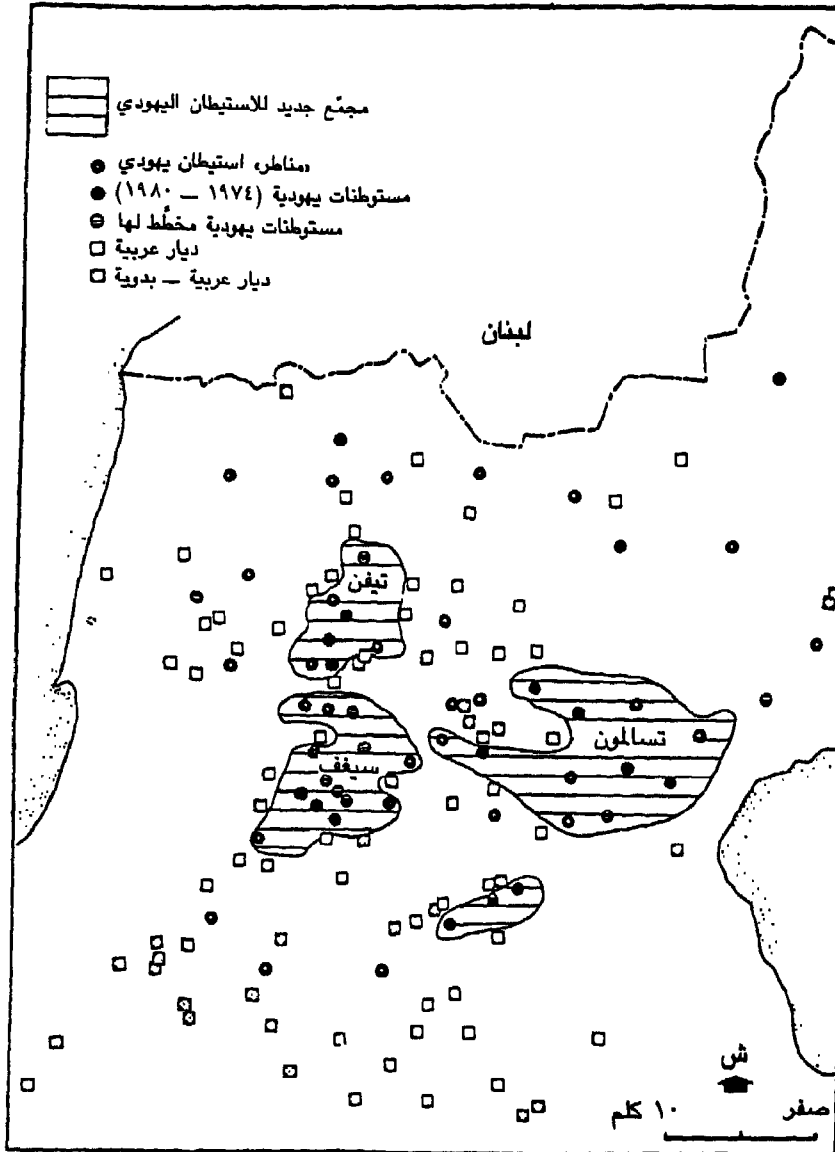 مجمّع جديد للاستيطان اليهودي
«مناطر» استيطان يهودي
مستوطنات يهودية (١٩٧٤ — ١٩٨٠)
مستوطنات يهودية مخطَّط لها
ديار عربية
ديار عربية — بدوية
لبنان
تيفن
تسالمون
سيغف
ش
صفر ١٠ كلم